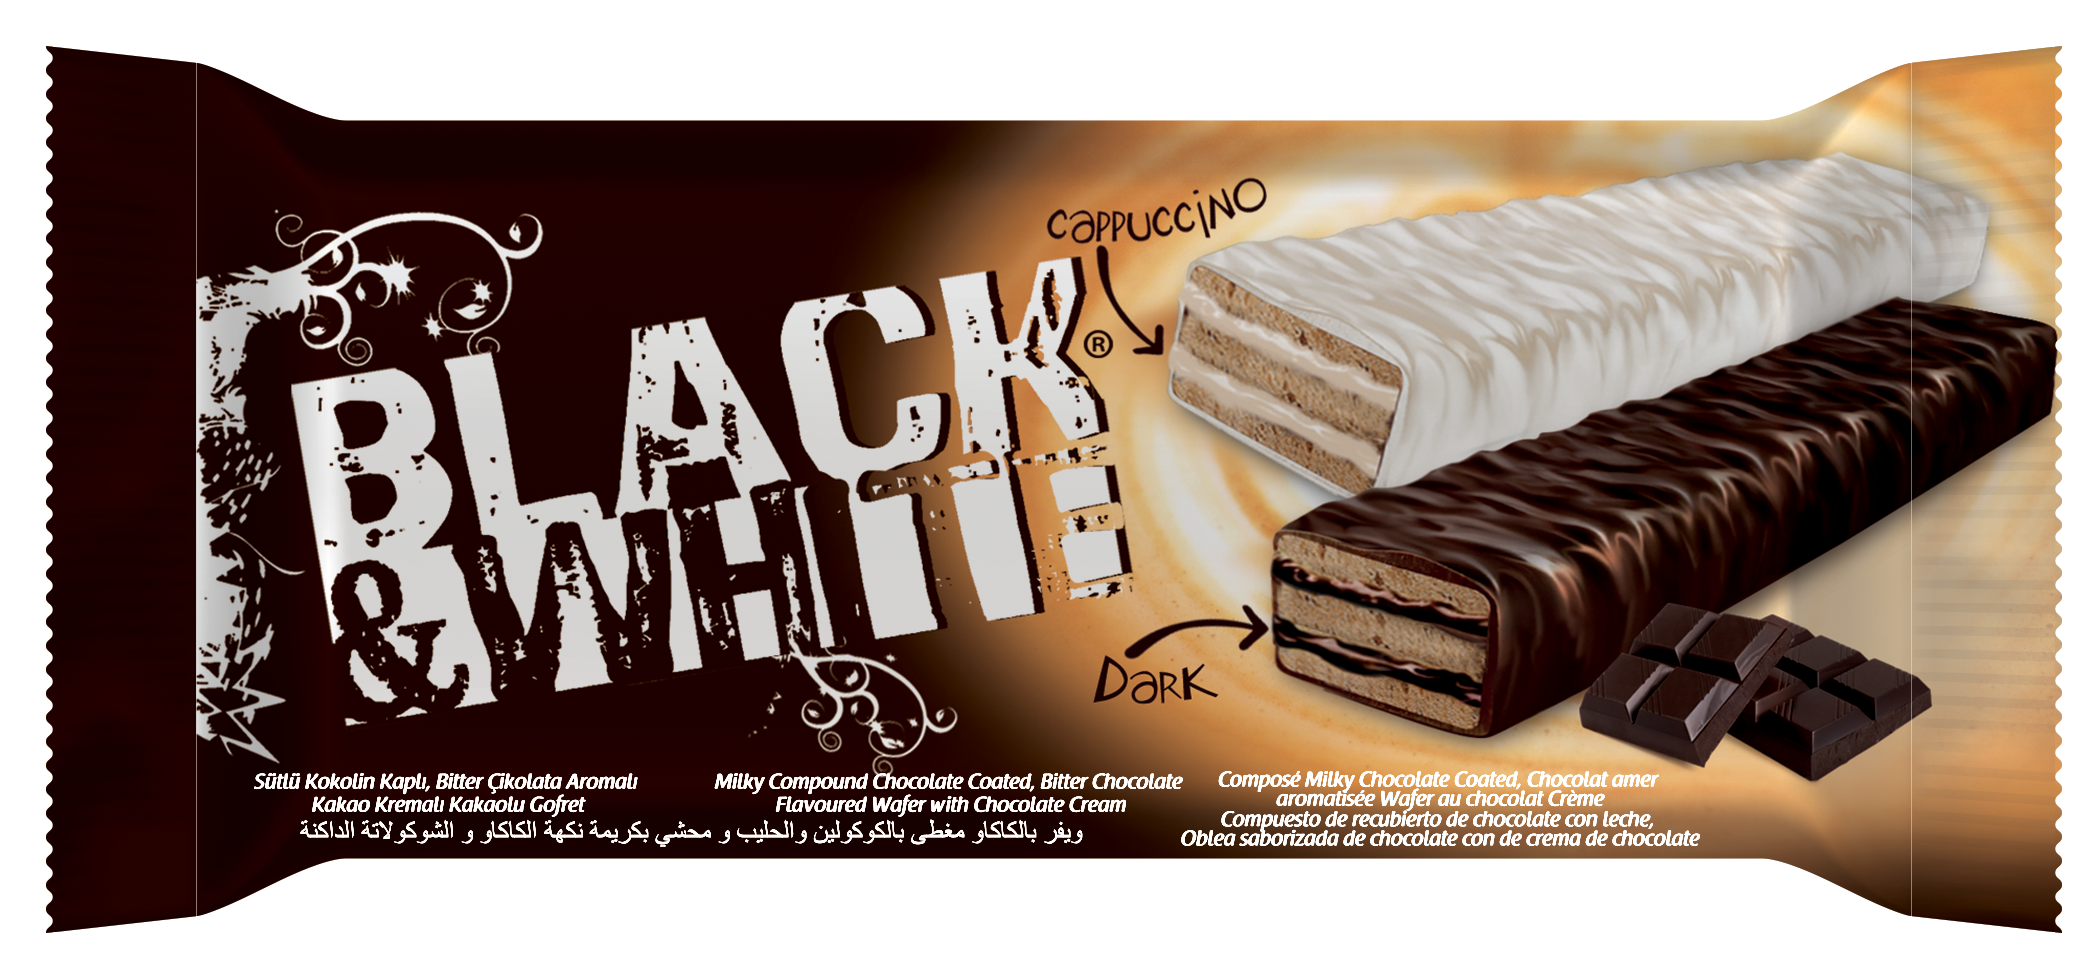 BLACK®
&WHITE
CAPPUCCINO
DARK
Sütlü Kokolin Kaplı, Bitter Çikolata Aromalı
Kakao Kremalı Kakaolu Gofret
Milky Compound Chocolate Coated, Bitter Chocolate
Flavoured Wafer with Chocolate Cream
ويفر بالكاكاو مغطى بالكوكولين والحليب و محشي بكريمة نكهة الكاكاو و الشوكولاتة الداكنة
Composé Milky Chocolate Coated, Chocolat amer
aromatisée Wafer au chocolat Crème
Compuesto de recubierto de chocolate con leche,
Oblea saborizada de chocolate con de crema de chocolate